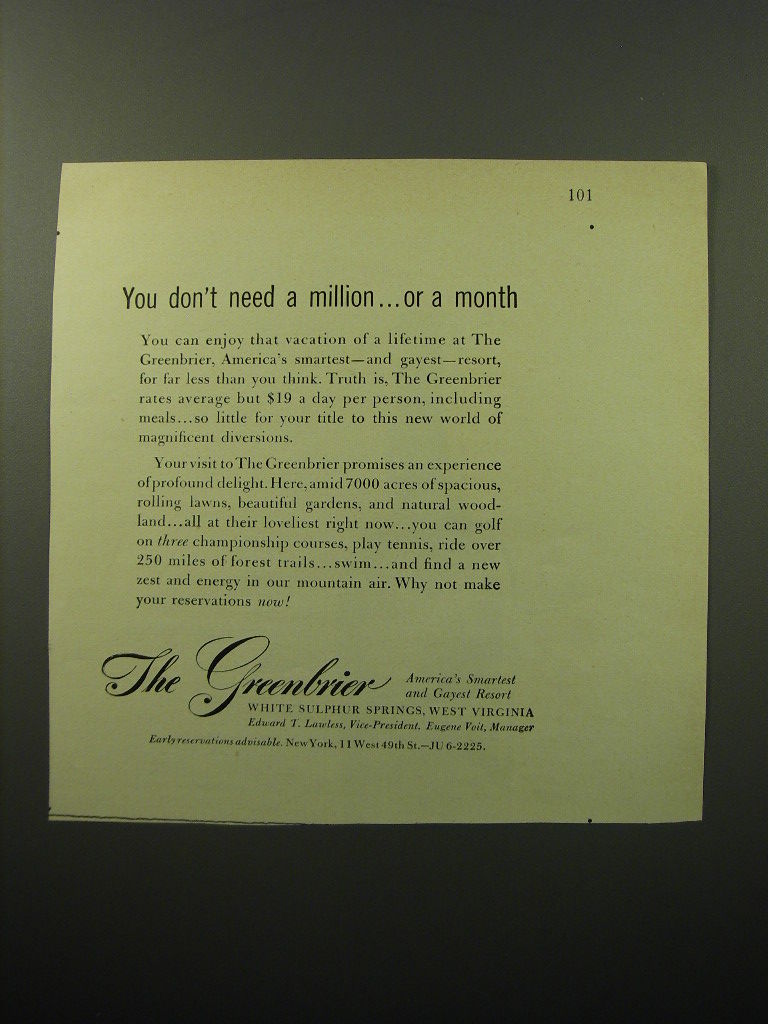 101
You don't need a million...or a month
You can enjoy that vacation of a lifetime at The
Greenbrier, America's smartest—and gayest—resort,
for far less than you think. Truth is, The Greenbrier
rates average but $19 a day per person, including
meals...so little for your title to this new world of
magnificent diversions.
Your visit to The Greenbrier promises an experience
of profound delight. Here, amid 7000 acres of spacious,
rolling lawns, beautiful gardens, and natural wood-
land...all at their loveliest right now...you can golf
on three championship courses, play tennis, ride over
250 miles of forest trails...swim...and find a new
zest and energy in our mountain air. Why not make
your reservations now!
The Greenbrier
America's Smartest
and Gayest Resort
WHITE SULPHUR SPRINGS, WEST VIRGINIA
Edward T. Lawless, Vice-President. Eugene Voit, Manager
Early reservations advisable. New York, 11 West 49th St.—JU 6-2225.